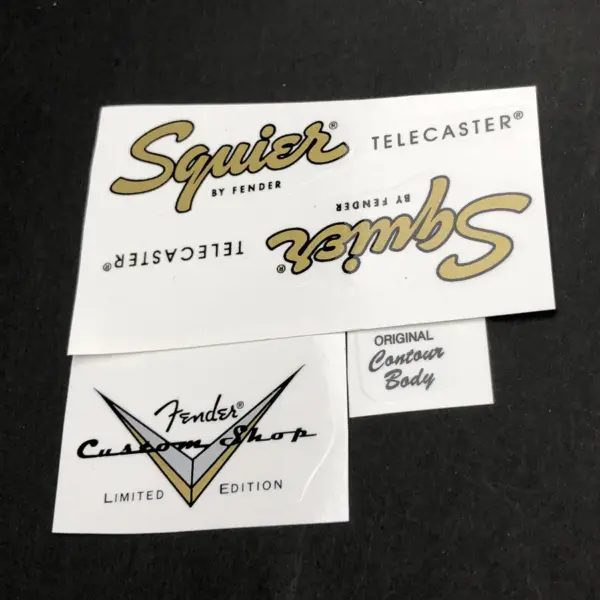 Squier®
BY FENDER
TELECASTER®
Squier®
BY FENDER
TELECASTER®
ORIGINAL
Contour
Body
Fender®
Custom Shop
LIMITED EDITION